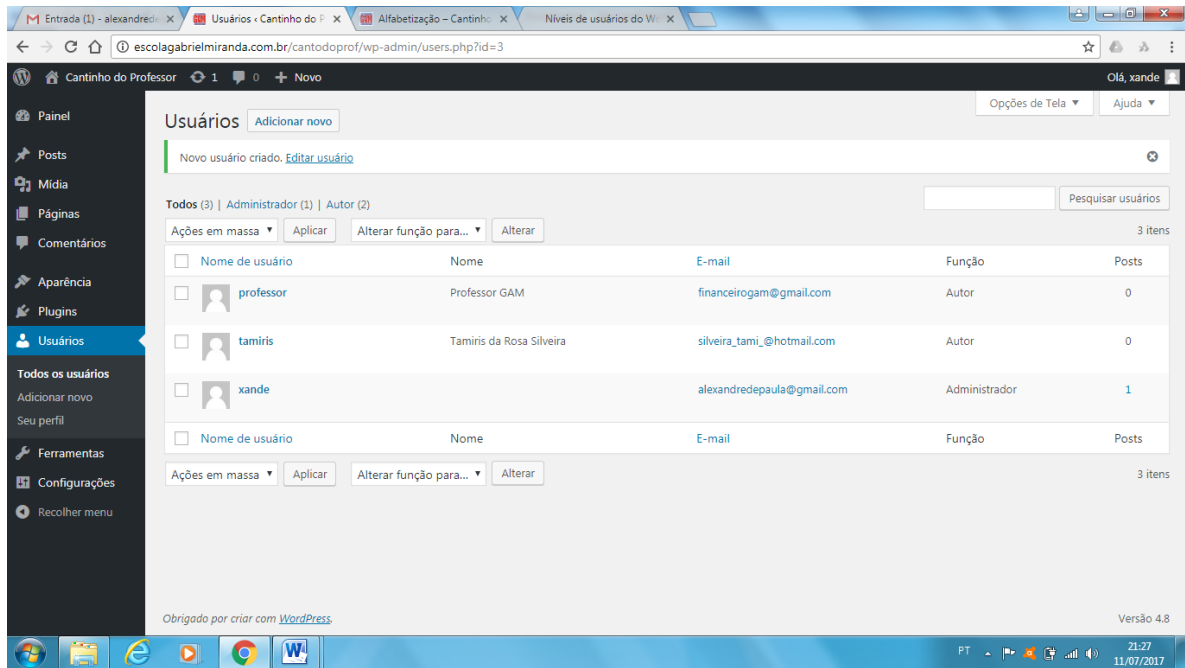 Entrada (1) - alexandrede
Usuários ‹ Cantinho do P
Alfabetização – Cantinho
Níveis de usuários do W
escolagabrielmiranda.com.br/cantodoprof/wp-admin/users.php?id=3
Cantinho do Professor 1 0 + Novo Olá, xande
Opções de Tela ▼ Ajuda ▼
Painel
Posts
Mídia
Páginas
Comentários
Aparência
Plugins
Usuários
Todos os usuários
Adicionar novo
Seu perfil
Ferramentas
Configurações
Recolher menu
Usuários Adicionar novo
Novo usuário criado. Editar usuário
Todos (3) | Administrador (1) | Autor (2)
Pesquisar usuários
Ações em massa ▼ Aplicar Alterar função para... ▼ Alterar 3 itens
Nome de usuário Nome E-mail Função Posts
professor Professor GAM financeirogam@gmail.com Autor 0
tamiris Tamiris da Rosa Silveira silveira_tami_@hotmail.com Autor 0
xande alexandredepaula@gmail.com Administrador 1
Nome de usuário Nome E-mail Função Posts
Ações em massa ▼ Aplicar Alterar função para... ▼ Alterar 3 itens
Obrigado por criar com WordPress. Versão 4.8
PT 21:27
11/07/2017